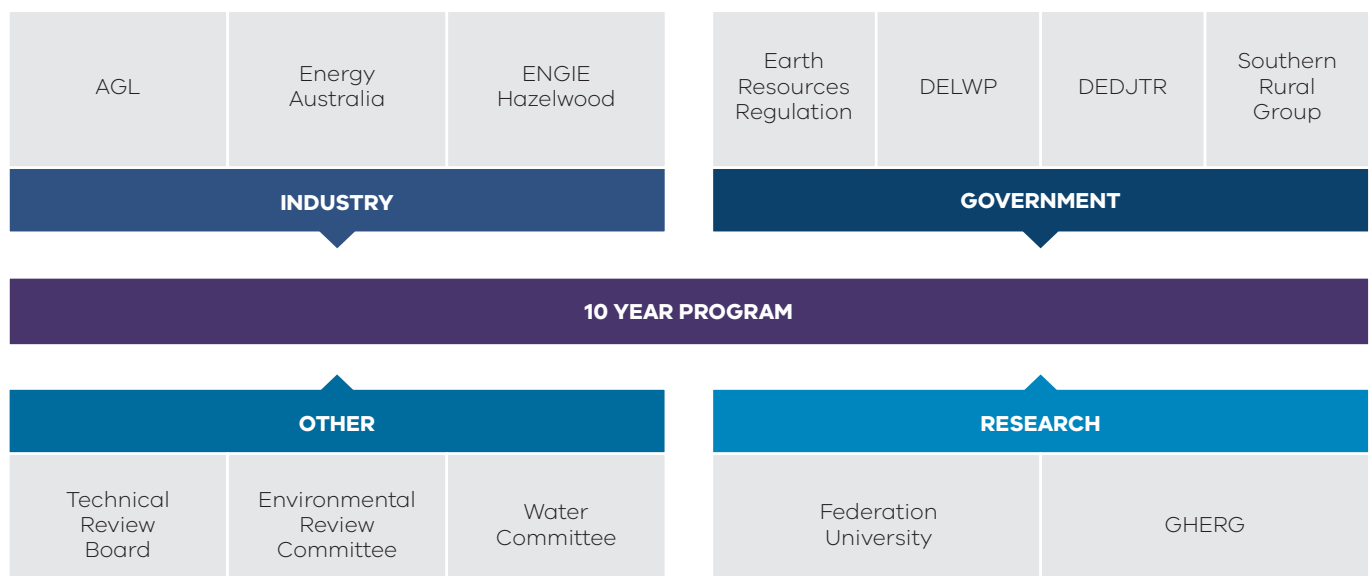 AGL
Energy
Australia
ENGIE
Hazelwood
Earth
Resources
Regulation
DELWP
DEDJTR
Southern
Rural
Group
INDUSTRY
GOVERNMENT
10 YEAR PROGRAM
OTHER
RESEARCH
Technical
Review
Board
Environmental
Review
Committee
Water
Committee
Federation
University
GHERG